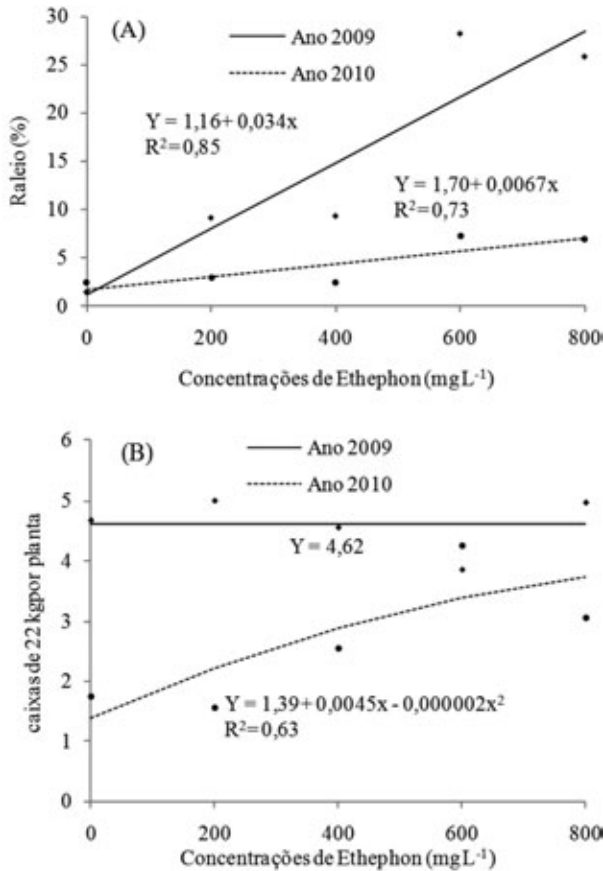 (A)
Ano 2009
Ano 2010
Y = 1,16+ 0,034x
R²=0,85
Y = 1,70+ 0,0067x
R²=0,73
Raleio (%)
30
25
20
15
10
5
0
0 200 400 600 800
Concentrações de Ethephon (mg L⁻¹)
(B)
Ano 2009
Ano 2010
Y = 4,62
Y = 1,39+ 0,0045x - 0,000002x²
R²=0,63
caixas de 22 kgpor planta
6
5
4
3
2
1
0
0 200 400 600 800
Concentrações de Ethephon (mg L⁻¹)